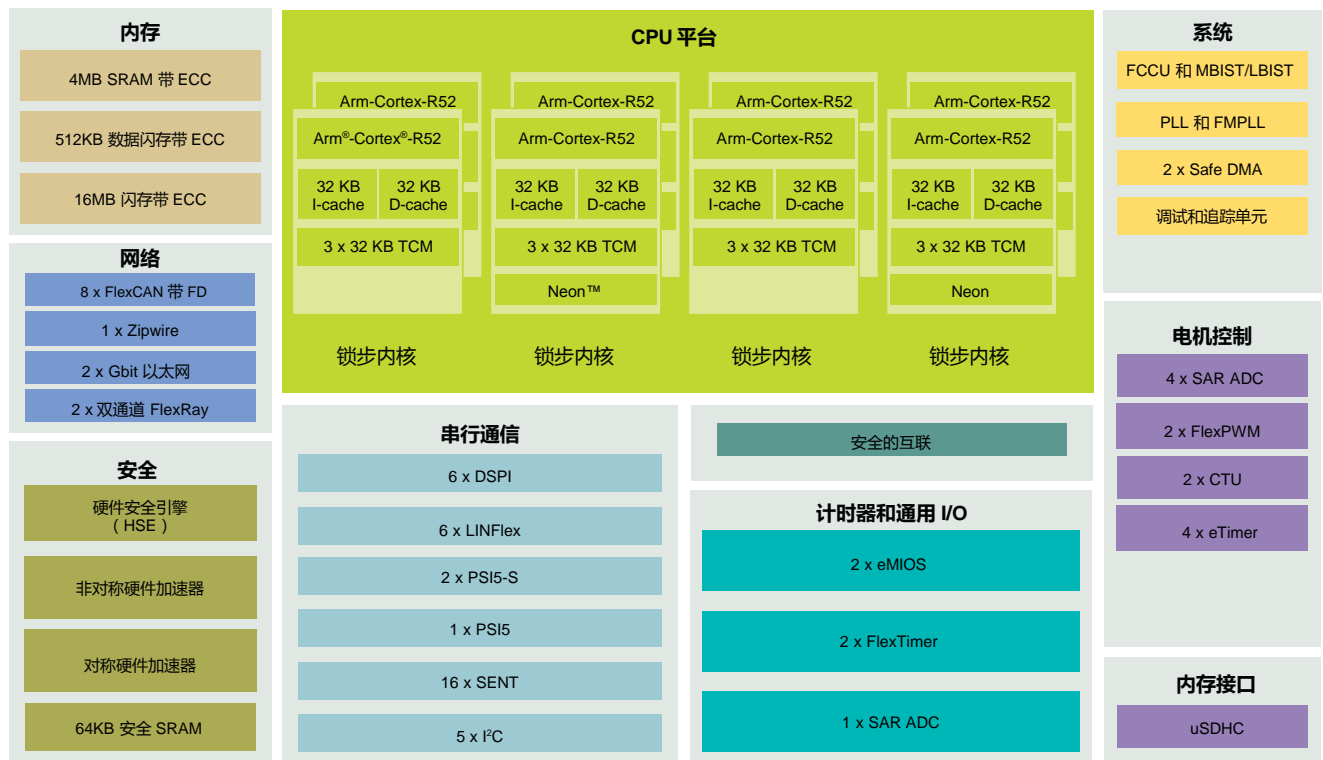 内存
4MB SRAM 带 ECC
512KB 数据闪存带 ECC
16MB 闪存带 ECC
网络
8 x FlexCAN 带 FD
1 x Zipwire
2 x Gbit 以太网
2 x 双通道 FlexRay
安全
硬件安全引擎
（HSE）
非对称硬件加速器
对称硬件加速器
64KB 安全 SRAM
CPU 平台
Arm-Cortex-R52
Arm®-Cortex®-R52
32 KB
I-cache
32 KB
D-cache
3 x 32 KB TCM
锁步内核
Arm-Cortex-R52
Arm-Cortex-R52
32 KB
I-cache
32 KB
D-cache
3 x 32 KB TCM
Neon™
锁步内核
Arm-Cortex-R52
Arm-Cortex-R52
32 KB
I-cache
32 KB
D-cache
3 x 32 KB TCM
锁步内核
Arm-Cortex-R52
Arm-Cortex-R52
32 KB
I-cache
32 KB
D-cache
3 x 32 KB TCM
Neon
锁步内核
串行通信
6 x DSPI
6 x LINFlex
2 x PSI5-S
1 x PSI5
16 x SENT
5 x I²C
安全的互联
计时器和通用 I/O
2 x eMIOS
2 x FlexTimer
1 x SAR ADC
系统
FCCU 和 MBIST/LBIST
PLL 和 FMPLL
2 x Safe DMA
调试和追踪单元
电机控制
4 x SAR ADC
2 x FlexPWM
2 x CTU
4 x eTimer
内存接口
uSDHC